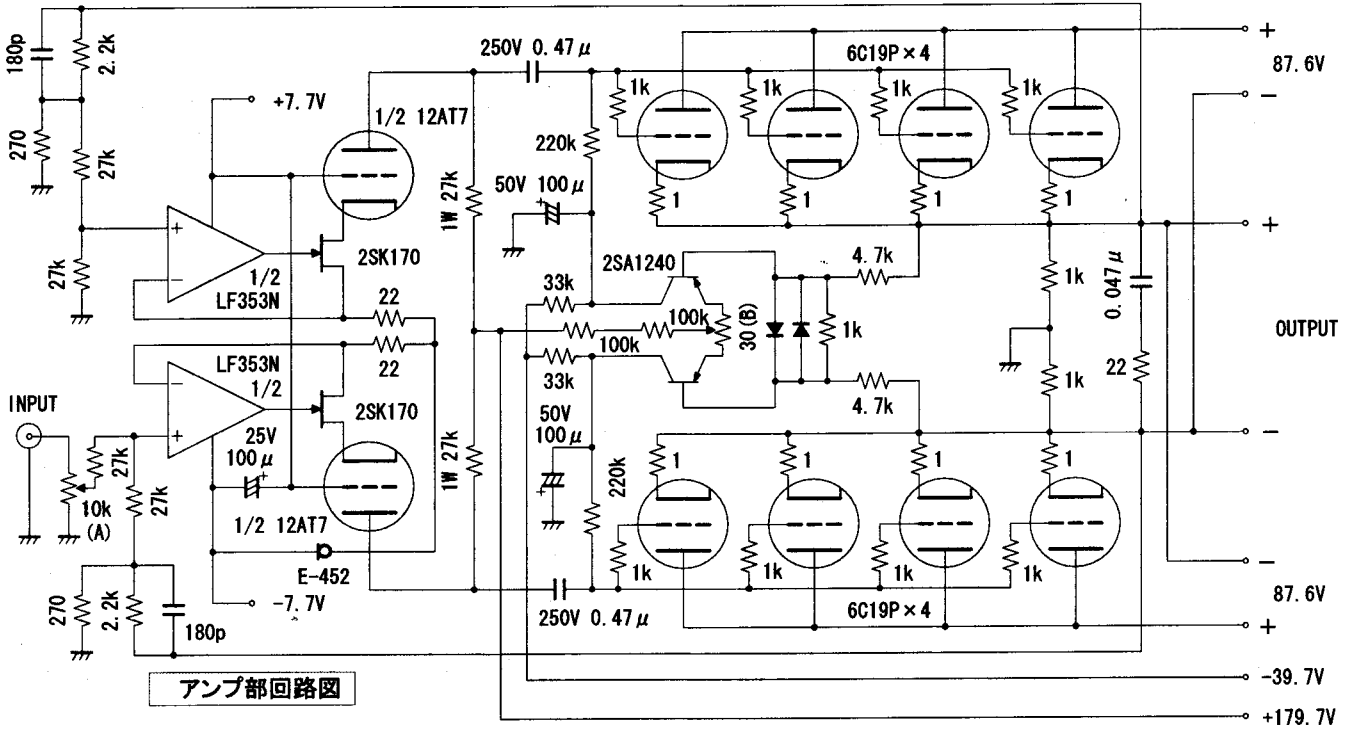 180p
2.2k
270
27k
27k
+7.7V
1/2 12AT7
250V 0.47μ
6C19P×4
+
87.6V
−
1k
1k
1k
1k
220k
50V 100μ
+
1W 27k
1
1
1
1
+
+
−
1/2
LF353N
2SK170
22
22
2SA1240
33k
100k
100k
33k
30(B)
1k
4.7k
4.7k
1k
1k
0.047μ
22
OUTPUT
LF353N
1/2
−
+
2SK170
INPUT
10k
(A)
27k
27k
25V
100μ
+
1/2 12AT7
E-452
-7.7V
270
2.2k
180p
1W 27k
50V
100μ
+
220k
250V 0.47μ
1
1
1
1
1k
1k
1k
1k
6C19P×4
−
−
87.6V
+
-39.7V
+179.7V
アンプ部回路図